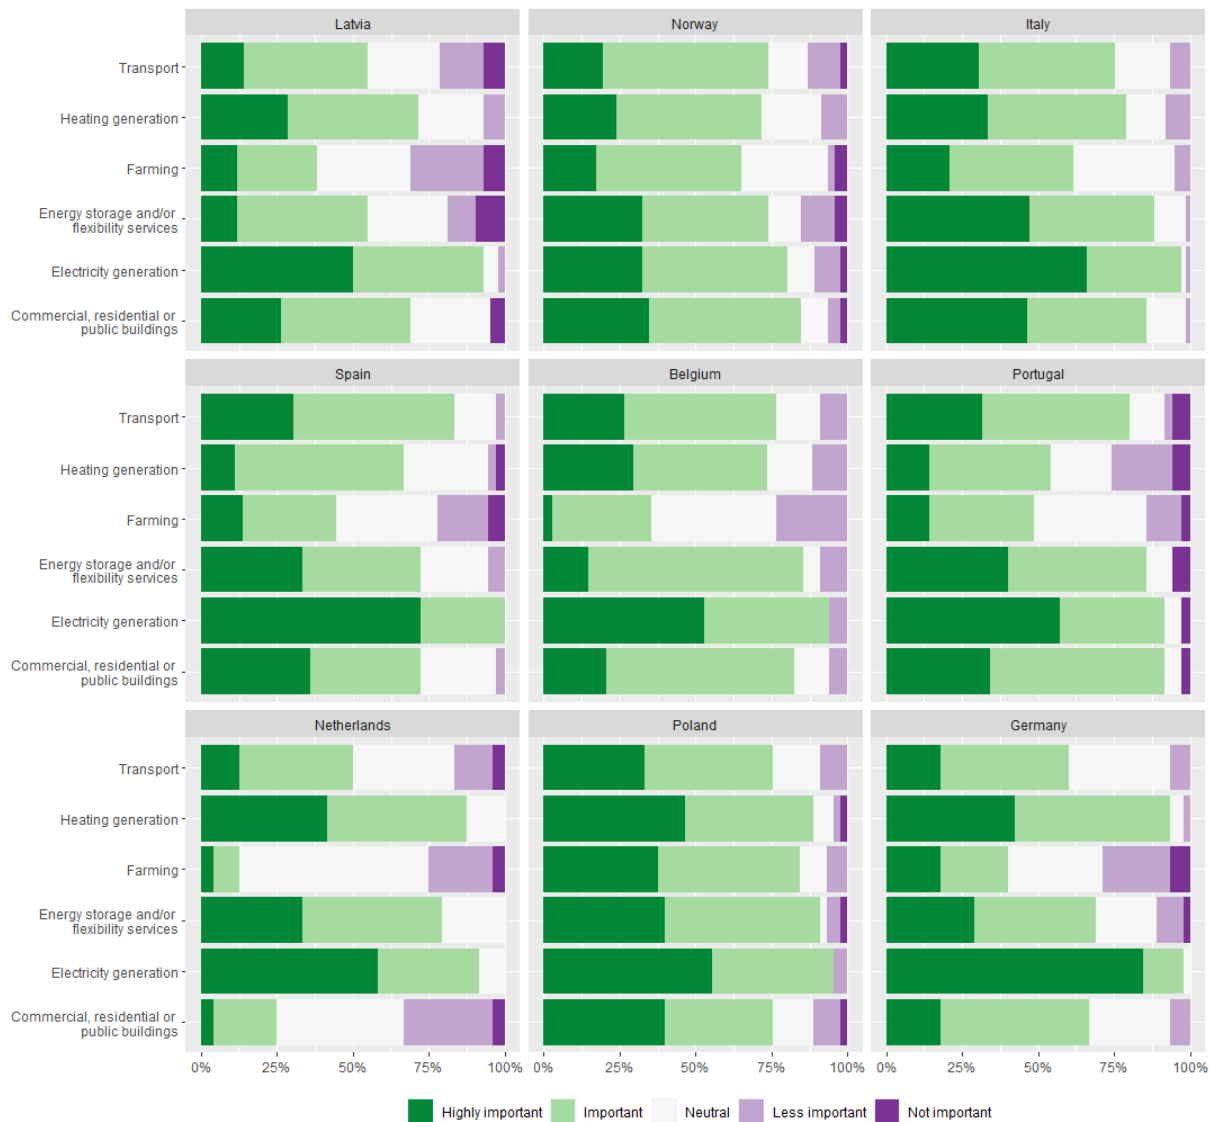 Latvia
Norway
Italy
Transport
Heating generation
Farming
Energy storage and/or
flexibility services
Electricity generation
Commercial, residential or
public buildings
Spain
Belgium
Portugal
Transport
Heating generation
Farming
Energy storage and/or
flexibility services
Electricity generation
Commercial, residential or
public buildings
Netherlands
Poland
Germany
Transport
Heating generation
Farming
Energy storage and/or
flexibility services
Electricity generation
Commercial, residential or
public buildings
0% 25% 50% 75% 100% 0% 25% 50% 75% 100% 0% 25% 50% 75% 100%
Highly important Important Neutral Less important Not important